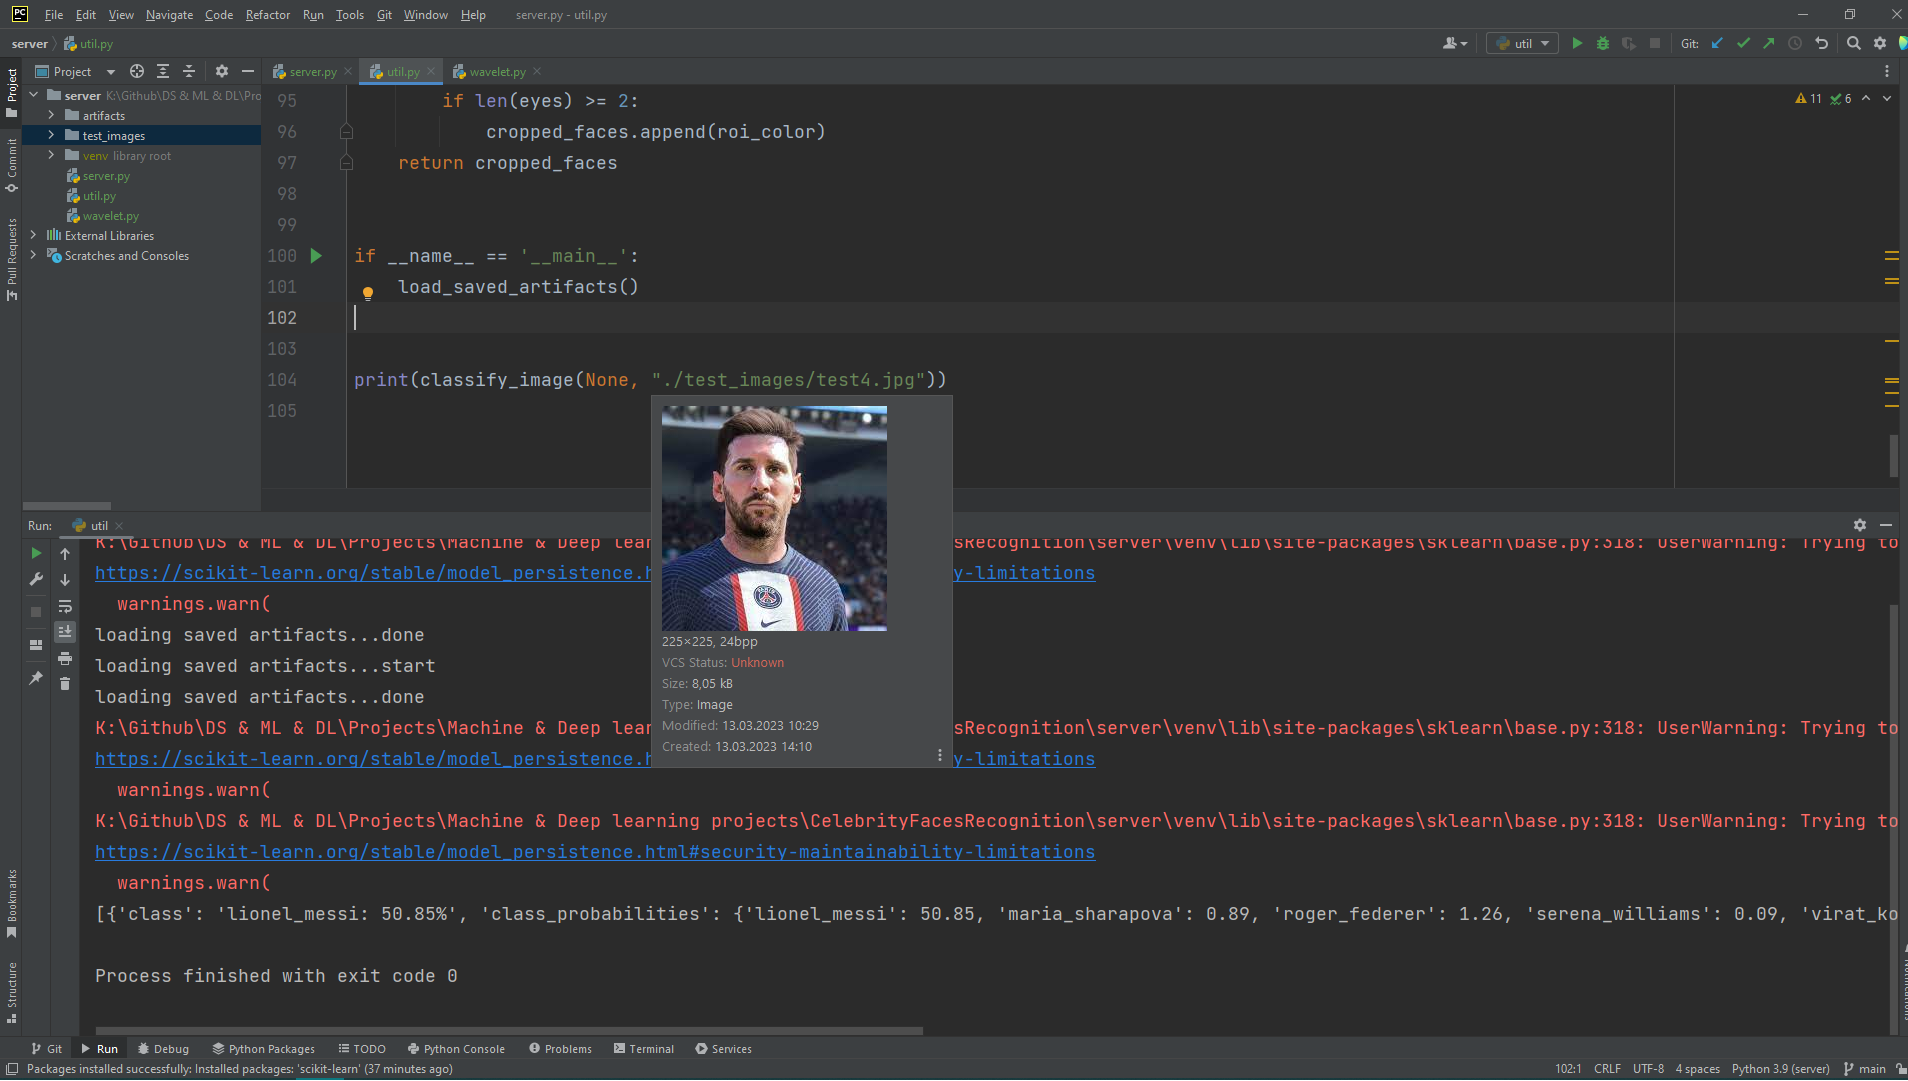 File Edit View Navigate Code Refactor Run Tools Git Window Help server.py - util.py
server util.py
util Git:
Project
server.py util.py wavelet.py
server K:\Github\DS & ML & DL\Pro
artifacts
test_images
venv library root
server.py
util.py
wavelet.py
External Libraries
Scratches and Consoles
Project
Commit
Pull Requests
11 6
95 if len(eyes) >= 2:
96 cropped_faces.append(roi_color)
97 return cropped_faces
98
99
100 if __name__ == '__main__':
101 load_saved_artifacts()
102
103
104 print(classify_image(None, "./test_images/test4.jpg"))
105
225×225, 24bpp
VCS Status: Unknown
Size: 8,05 kB
Type: Image
Modified: 13.03.2023 10:29
Created: 13.03.2023 14:10
Run: util
K:\Github\DS & ML & DL\Projects\Machine & Deep lear sRecognition\server\venv\lib\site-packages\sklearn\base.py:318: UserWarning: Trying to
https://scikit-learn.org/stable/model_persistence.h y-limitations
warnings.warn(
loading saved artifacts...done
loading saved artifacts...start
loading saved artifacts...done
K:\Github\DS & ML & DL\Projects\Machine & Deep lear sRecognition\server\venv\lib\site-packages\sklearn\base.py:318: UserWarning: Trying to
https://scikit-learn.org/stable/model_persistence.h y-limitations
warnings.warn(
K:\Github\DS & ML & DL\Projects\Machine & Deep learning projects\CelebrityFacesRecognition\server\venv\lib\site-packages\sklearn\base.py:318: UserWarning: Trying to
https://scikit-learn.org/stable/model_persistence.html#security-maintainability-limitations
warnings.warn(
[{'class': 'lionel_messi: 50.85%', 'class_probabilities': {'lionel_messi': 50.85, 'maria_sharapova': 0.89, 'roger_federer': 1.26, 'serena_williams': 0.09, 'virat_ko
Process finished with exit code 0
Bookmarks
Structure
Git Run Debug Python Packages TODO Python Console Problems Terminal Services
Packages installed successfully: Installed packages: 'scikit-learn' (37 minutes ago)
102:1 CRLF UTF-8 4 spaces Python 3.9 (server) main